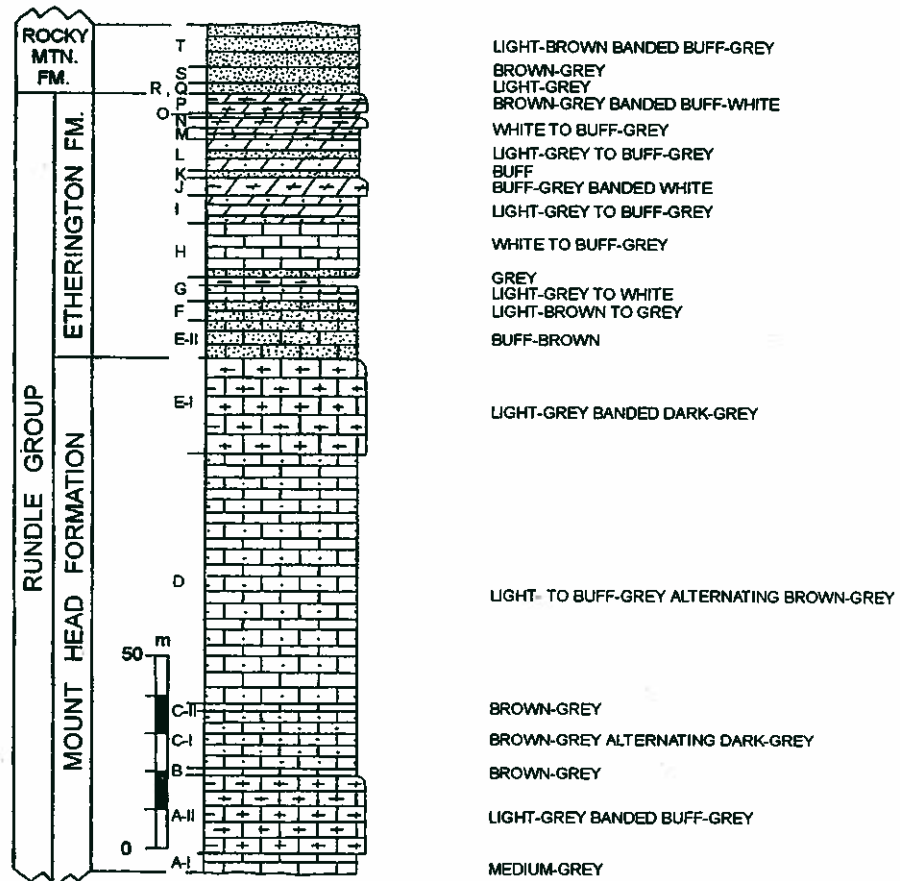 ROCKY
MTN.
FM.
ETHERINGTON FM.
RUNDLE GROUP
MOUNT HEAD FORMATION
T
S
R, Q
P
O
N
M
L
K
J
I
H
G
F
E-II
E-I
D
C-II
C-I
B
A-II
A-I
50
m
0
LIGHT-BROWN BANDED BUFF-GREY
BROWN-GREY
LIGHT-GREY
BROWN-GREY BANDED BUFF-WHITE
WHITE TO BUFF-GREY
LIGHT-GREY TO BUFF-GREY
BUFF
BUFF-GREY BANDED WHITE
LIGHT-GREY TO BUFF-GREY
WHITE TO BUFF-GREY
GREY
LIGHT-GREY TO WHITE
LIGHT-BROWN TO GREY
BUFF-BROWN
LIGHT-GREY BANDED DARK-GREY
LIGHT- TO BUFF-GREY ALTERNATING BROWN-GREY
BROWN-GREY
BROWN-GREY ALTERNATING DARK-GREY
BROWN-GREY
LIGHT-GREY BANDED BUFF-GREY
MEDIUM-GREY